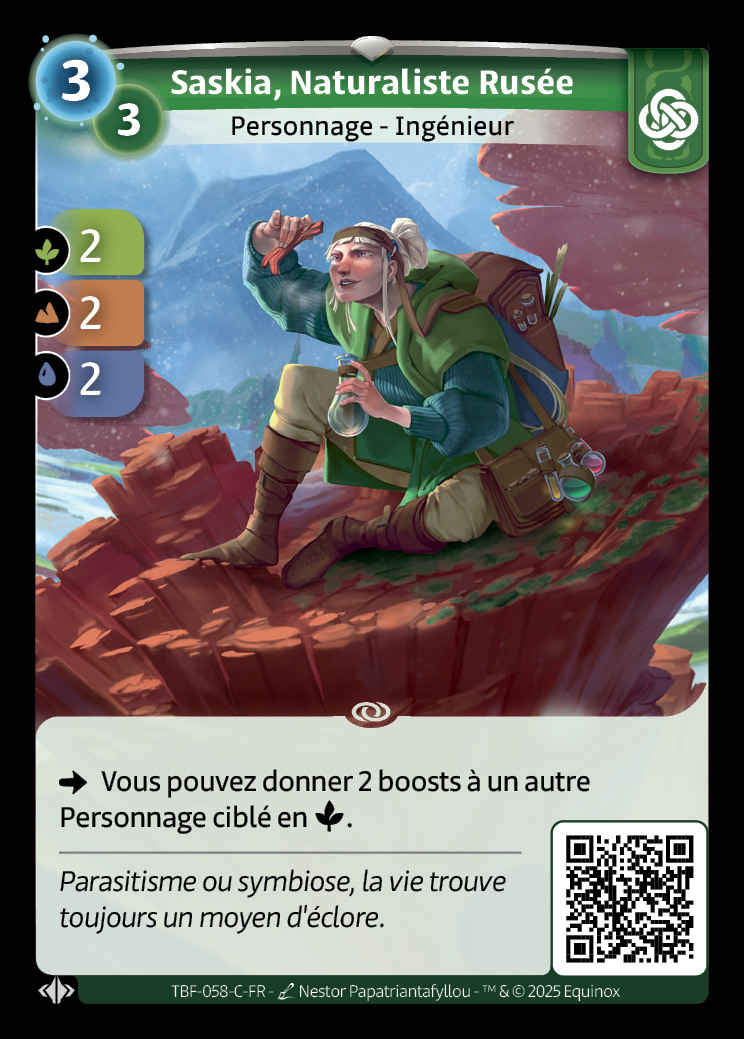 3
3
Saskia, Naturaliste Rusée
Personnage - Ingénieur
2
2
2
Vous pouvez donner 2 boosts à un autre
Personnage ciblé en .
Parasitisme ou symbiose, la vie trouve
toujours un moyen d'éclore.
TBF-058-C-FR - Nestor Papatriantafyllou - ™ & © 2025 Equinox